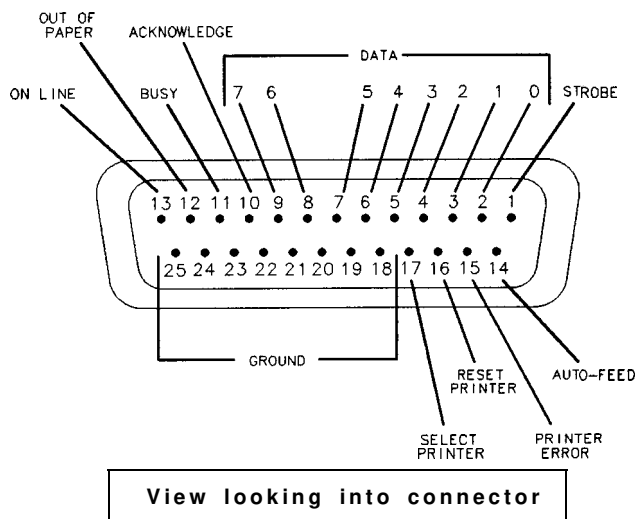 OUT OF
PAPER
ACKNOWLEDGE
DATA
ON LINE
BUSY
7 6 5 4 3 2 1 0
STROBE
13 12 11 10 9 8 7 6 5 4 3 2 1
25 24 23 22 21 20 19 18 17 16 15 14
GROUND
RESET
PRINTER
AUTO-FEED
SELECT
PRINTER
PRINTER
ERROR
View looking into connector